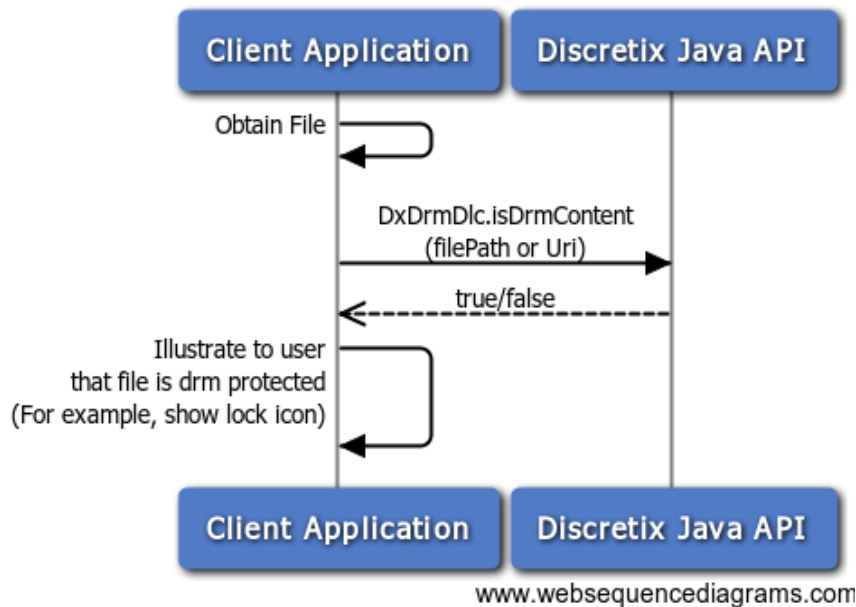 Client Application
Discretix Java API
Obtain File
DxDrmDlc.isDrmContent
(filePath or Uri)
true/false
Illustrate to user
that file is drm protected
(For example, show lock icon)
Client Application
Discretix Java API
www.websequencediagrams.com